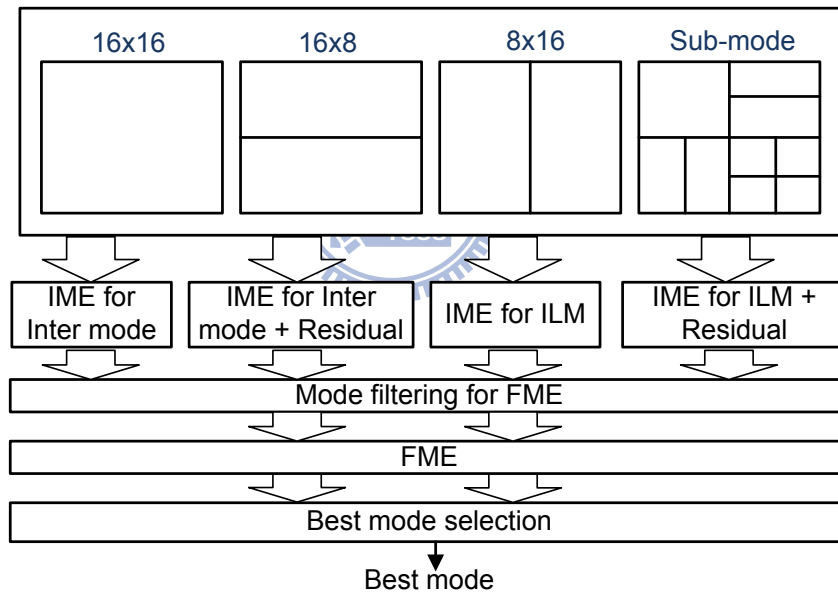 16x16
16x8
8x16
Sub-mode
IME for
Inter mode
IME for Inter
mode + Residual
IME for ILM
IME for ILM +
Residual
Mode filtering for FME
FME
Best mode selection
Best mode